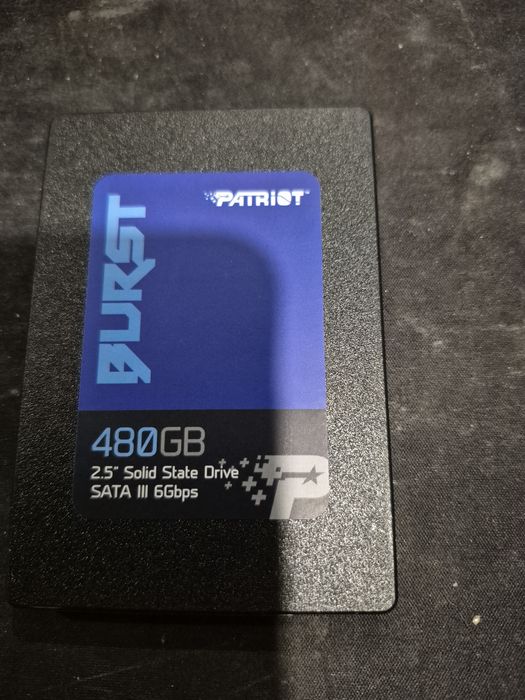 PATRIOT
BURST
480GB
2.5" Solid State Drive
SATA III 6Gbps